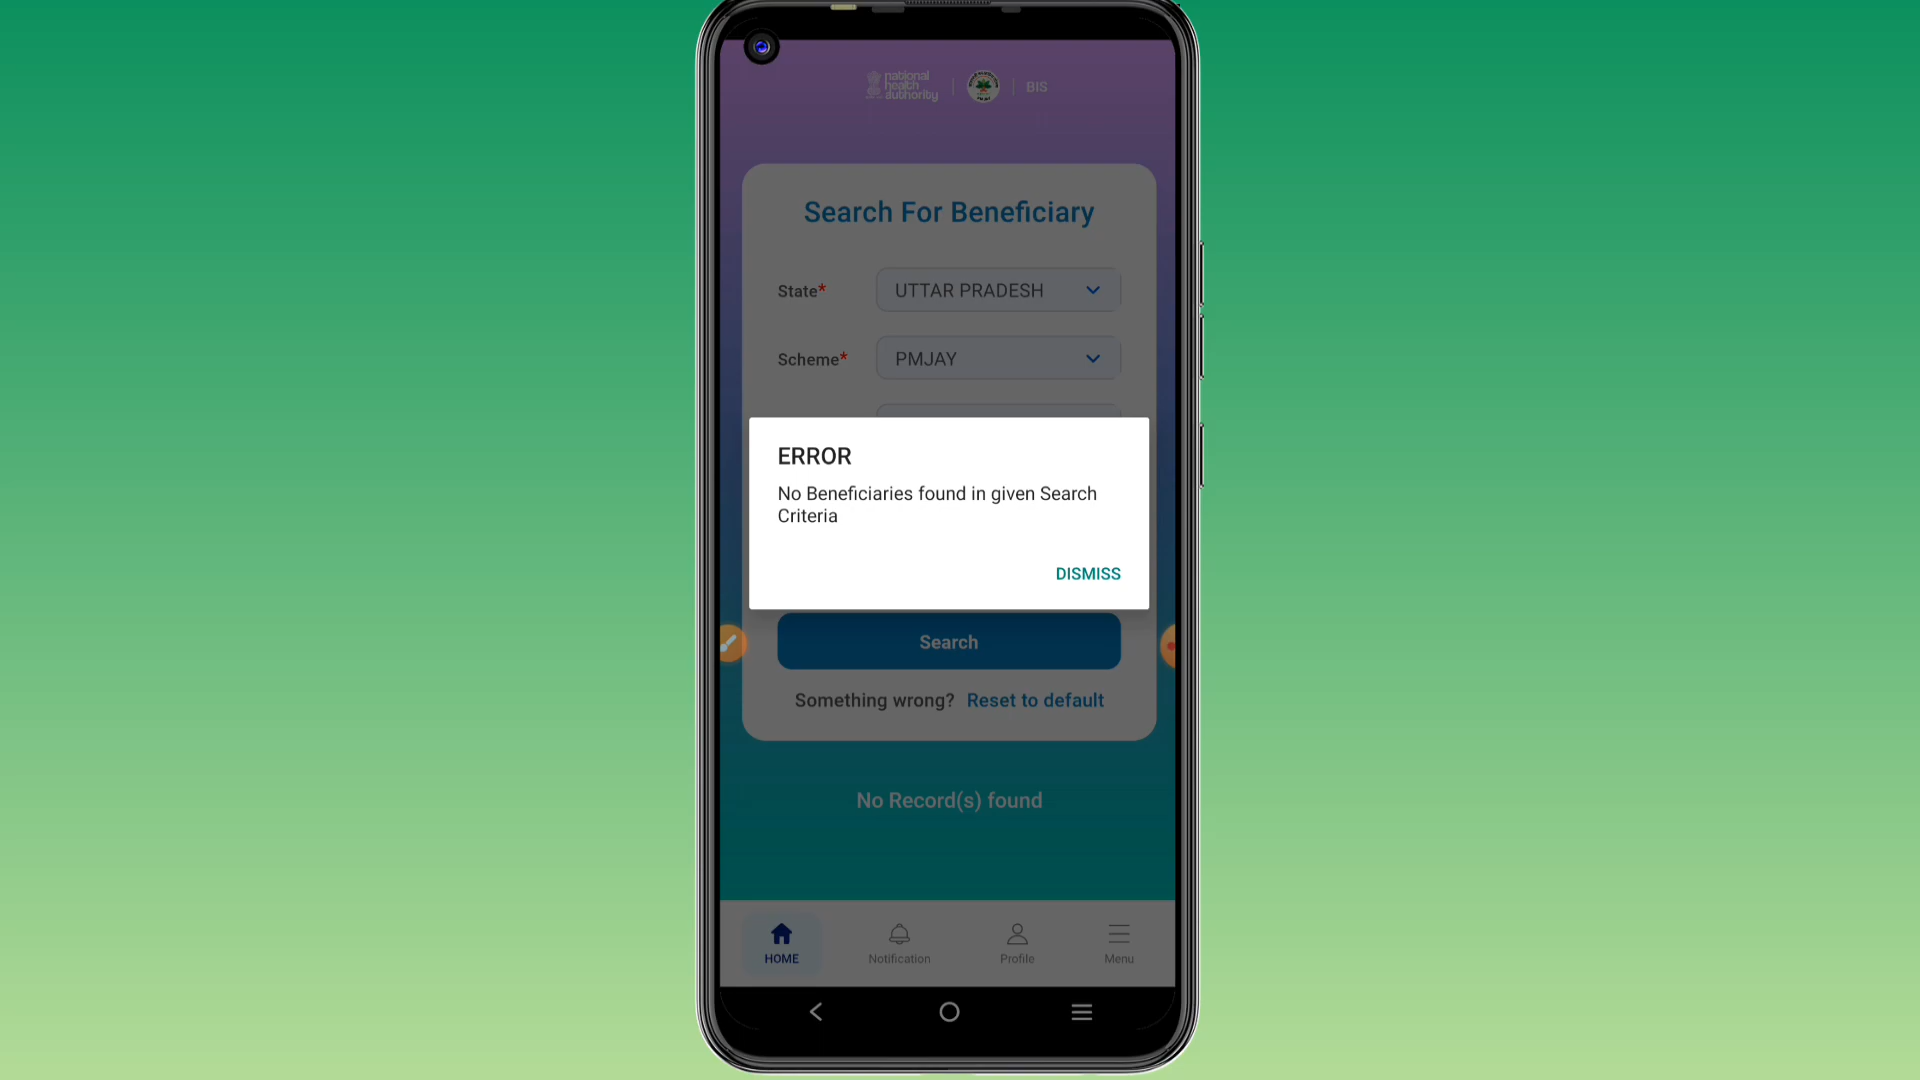 national
health
authority
BIS
Search For Beneficiary
State*
UTTAR PRADESH
Scheme*
PMJAY
ERROR
No Beneficiaries found in given Search
Criteria
DISMISS
Search
Something wrong? Reset to default
No Record(s) found
HOME
Notification
Profile
Menu